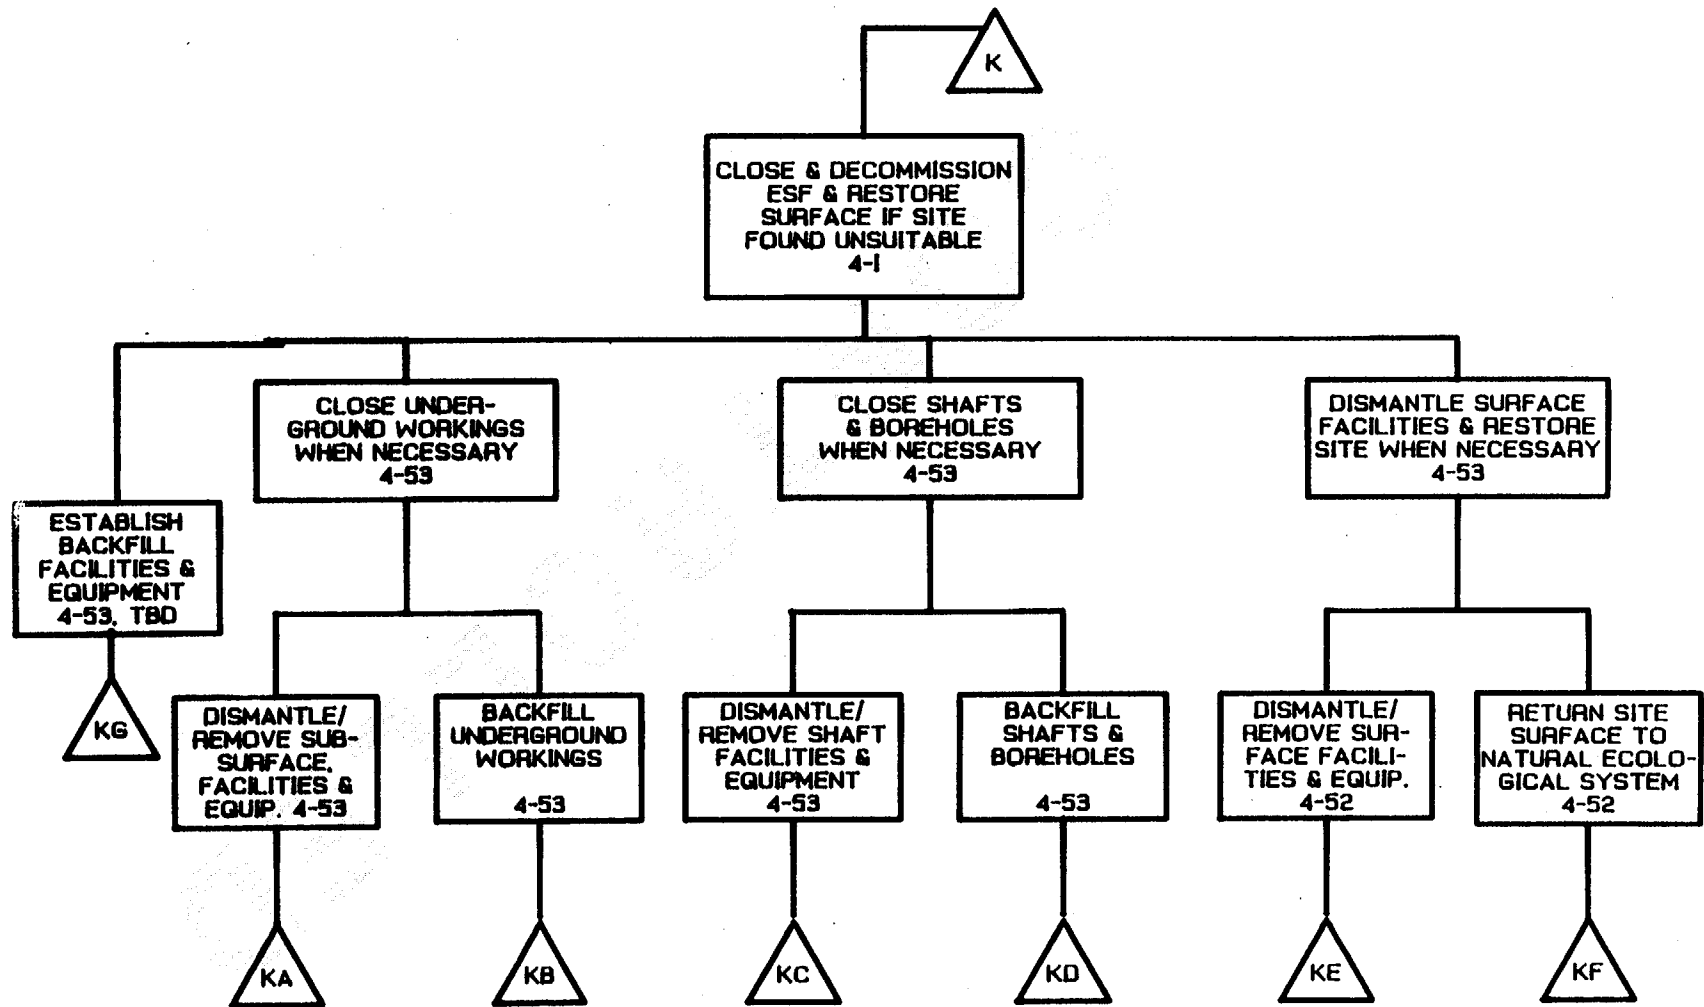 K
CLOSE & DECOMMISSION
ESF & RESTORE
SURFACE IF SITE
FOUND UNSUITABLE
4-1
CLOSE UNDER-
GROUND WORKINGS
WHEN NECESSARY
4-53
CLOSE SHAFTS
& BOREHOLES
WHEN NECESSARY
4-53
DISMANTLE SURFACE
FACILITIES & RESTORE
SITE WHEN NECESSARY
4-53
ESTABLISH
BACKFILL
FACILITIES &
EQUIPMENT
4-53, TBD
KG
DISMANTLE/
REMOVE SUB-
SURFACE.
FACILITIES &
EQUIP. 4-53
BACKFILL
UNDERGROUND
WORKINGS
4-53
DISMANTLE/
REMOVE SHAFT
FACILITIES &
EQUIPMENT
4-53
BACKFILL
SHAFTS &
BOREHOLES
4-53
DISMANTLE/
REMOVE SUR-
FACE FACILI-
TIES & EQUIP.
4-52
RETURN SITE
SURFACE TO
NATURAL ECOLO-
GICAL SYSTEM
4-52
KA
KB
KC
KD
KE
KF